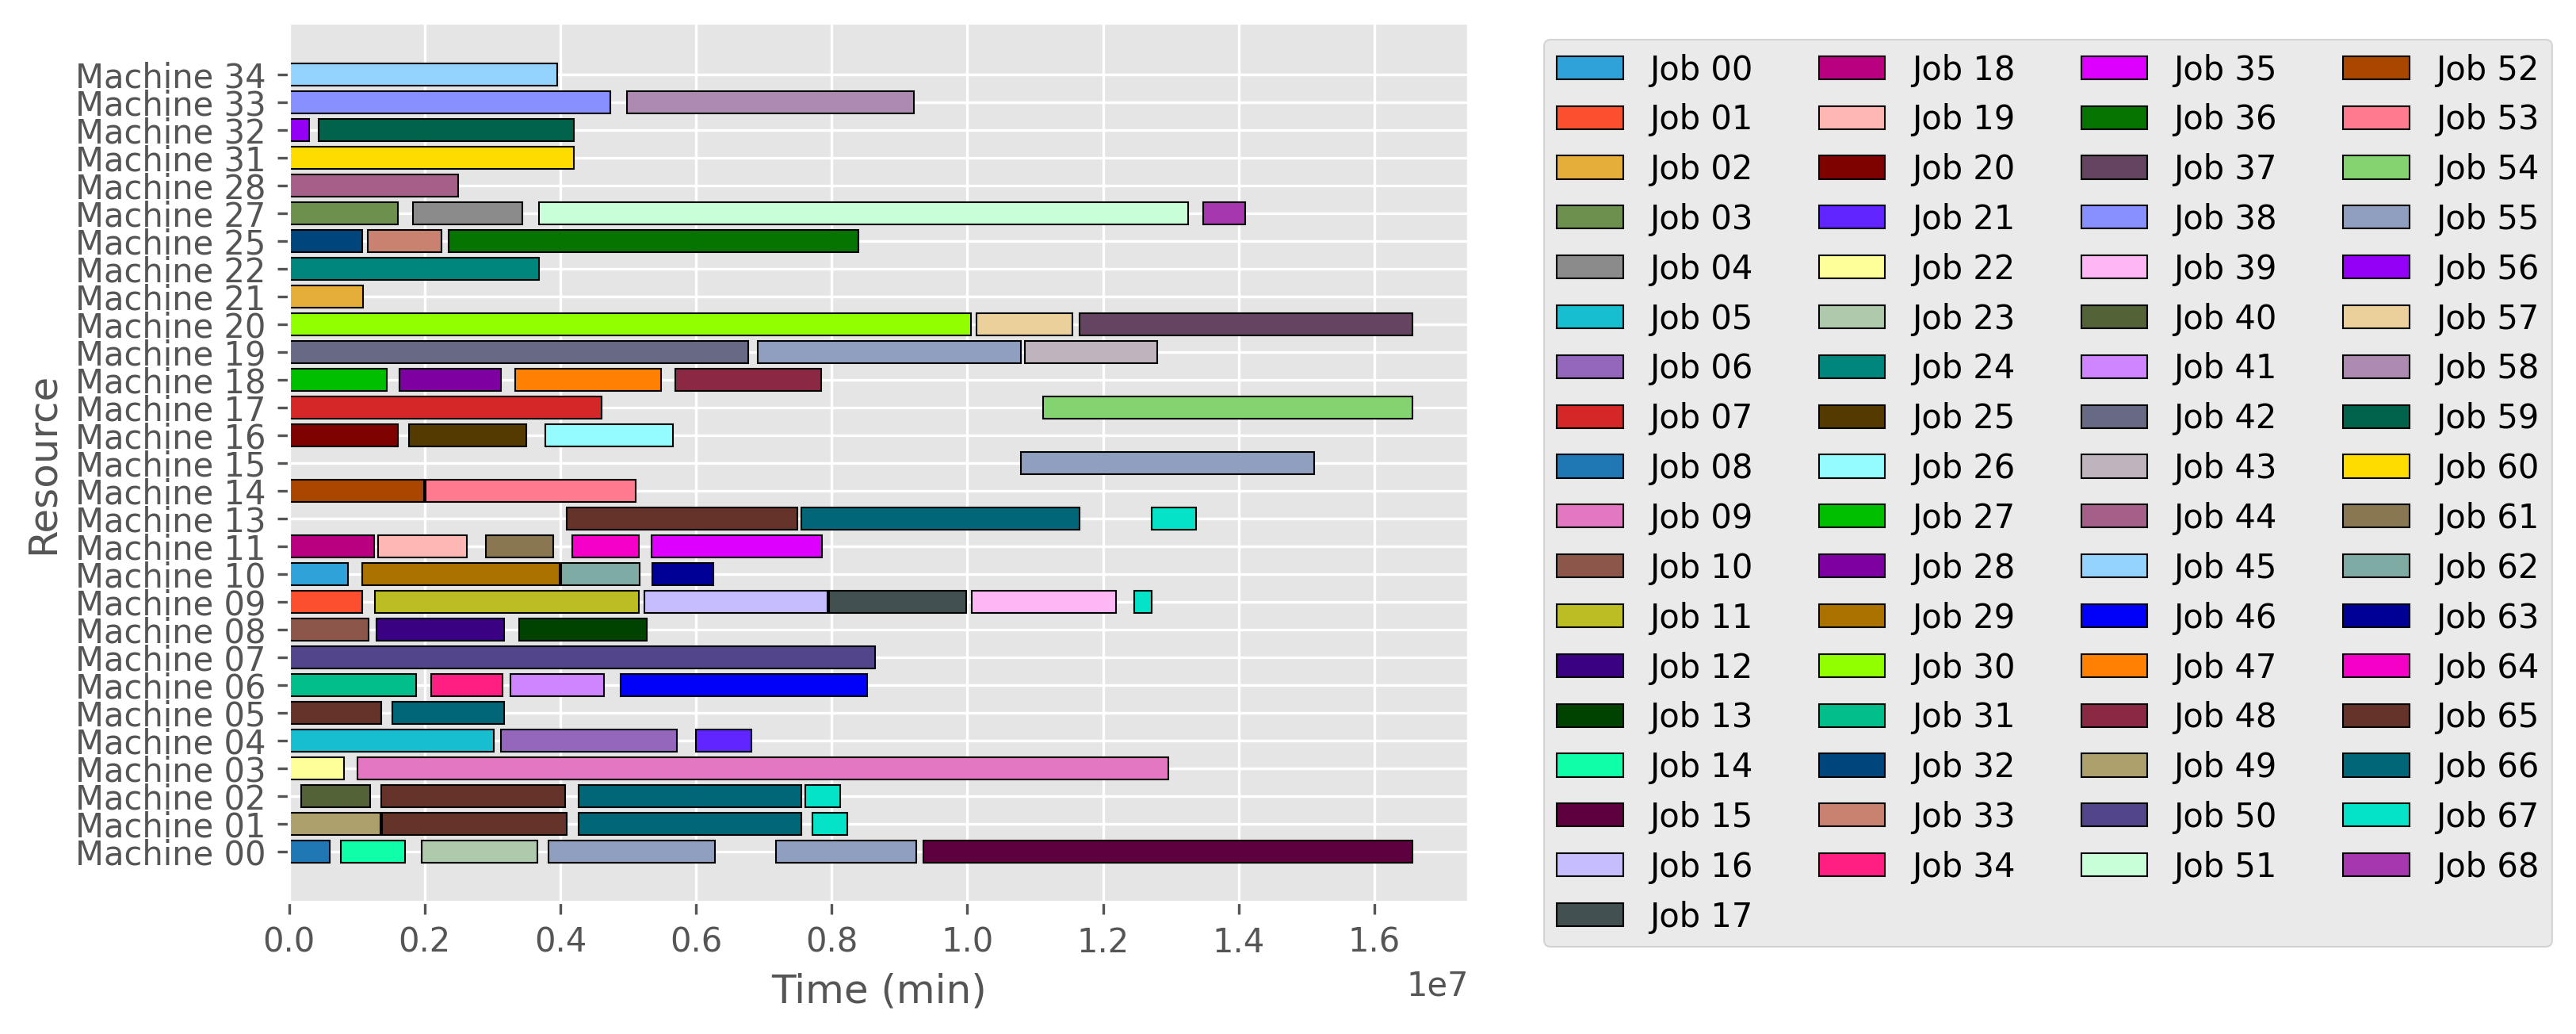 Resource
Machine 34
Machine 33
Machine 32
Machine 31
Machine 28
Machine 27
Machine 25
Machine 22
Machine 21
Machine 20
Machine 19
Machine 18
Machine 17
Machine 16
Machine 15
Machine 14
Machine 13
Machine 11
Machine 10
Machine 09
Machine 08
Machine 07
Machine 06
Machine 05
Machine 04
Machine 03
Machine 02
Machine 01
Machine 00
0.0 0.2 0.4 0.6 0.8 1.0 1.2 1.4 1.6
1e7
Time (min)
Job 00
Job 01
Job 02
Job 03
Job 04
Job 05
Job 06
Job 07
Job 08
Job 09
Job 10
Job 11
Job 12
Job 13
Job 14
Job 15
Job 16
Job 17
Job 18
Job 19
Job 20
Job 21
Job 22
Job 23
Job 24
Job 25
Job 26
Job 27
Job 28
Job 29
Job 30
Job 31
Job 32
Job 33
Job 34
Job 35
Job 36
Job 37
Job 38
Job 39
Job 40
Job 41
Job 42
Job 43
Job 44
Job 45
Job 46
Job 47
Job 48
Job 49
Job 50
Job 51
Job 52
Job 53
Job 54
Job 55
Job 56
Job 57
Job 58
Job 59
Job 60
Job 61
Job 62
Job 63
Job 64
Job 65
Job 66
Job 67
Job 68